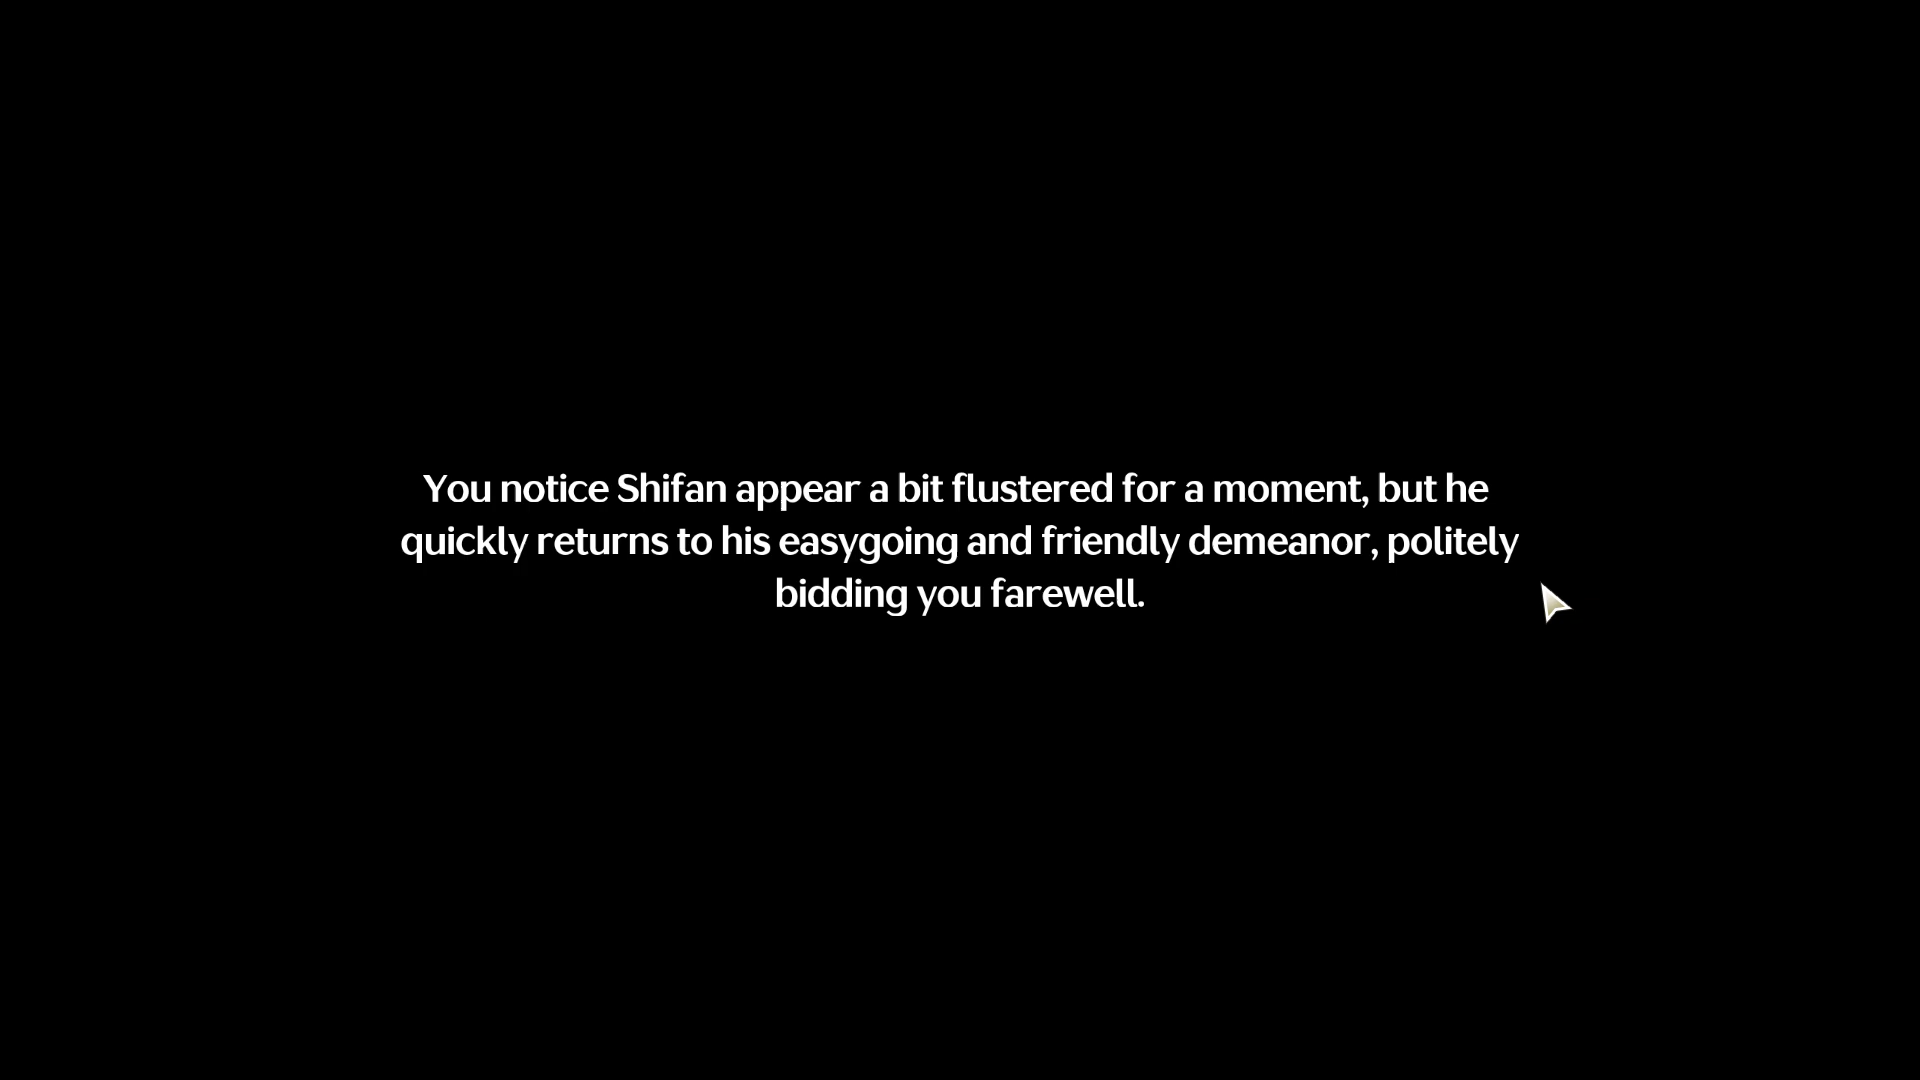 You notice Shifan appear a bit flustered for a moment, but he
quickly returns to his easygoing and friendly demeanor, politely
bidding you farewell.